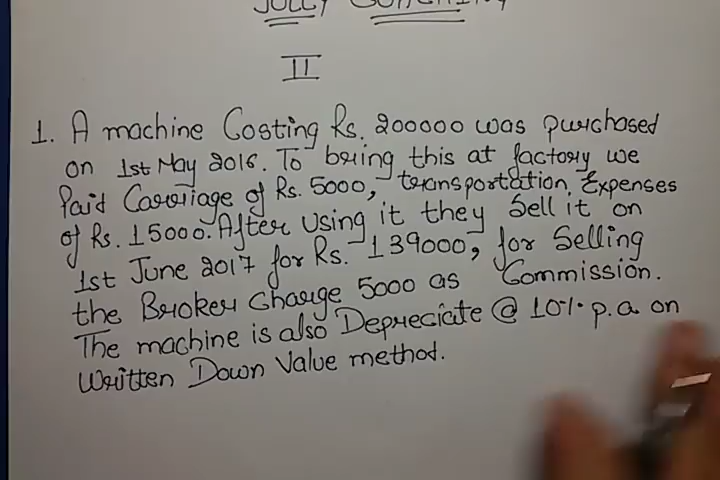 II
1. A machine Costing Rs. 200000 was purchased
on 1st May 2016. To bring this at factory we
Paid Carriage of Rs. 5000, transportation Expenses
of Rs. 15000. After using it they Sell it on
1st June 2017 for Rs. 139000, for Selling
the Broker Charge 5000 as Commission.
The machine is also Depreciate @ 10% p.a on
Written Down Value method.